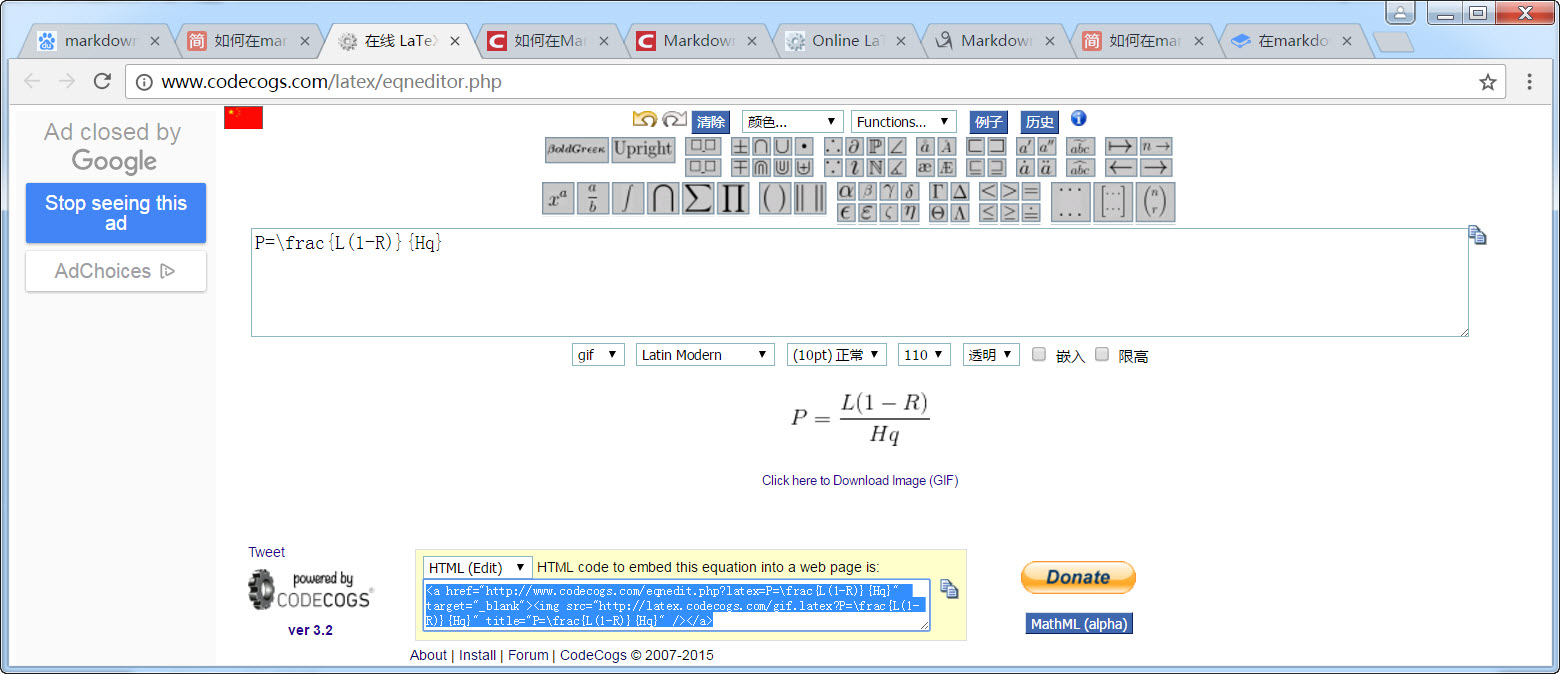 markdown
如何在mar
在线 LaTeX
如何在Mar
Markdown
Online LaT
Markdown
如何在mar
在markdo
www.codecogs.com/latex/eqneditor.php
Ad closed by
Google
Stop seeing this
ad
AdChoices
清除 颜色... Functions... 例子 历史
BoldGreek Upright
P=\frac{L(1-R)}{Hq}
gif Latin Modern (10pt) 正常 110 透明 嵌入 限高
P = L(1 − R) / Hq
Click here to Download Image (GIF)
Tweet
powered by
CODECOGS
ver 3.2
HTML (Edit) HTML code to embed this equation into a web page is:
<a href="http://www.codecogs.com/eqnedit.php?latex=P=\frac{L(1-R)}{Hq}"
target="_blank"><img src="http://latex.codecogs.com/gif.latex?P=\frac{L(1-
R)}{Hq}" title="P=\frac{L(1-R)}{Hq}" /></a>
Donate
MathML (alpha)
About | Install | Forum | CodeCogs © 2007-2015